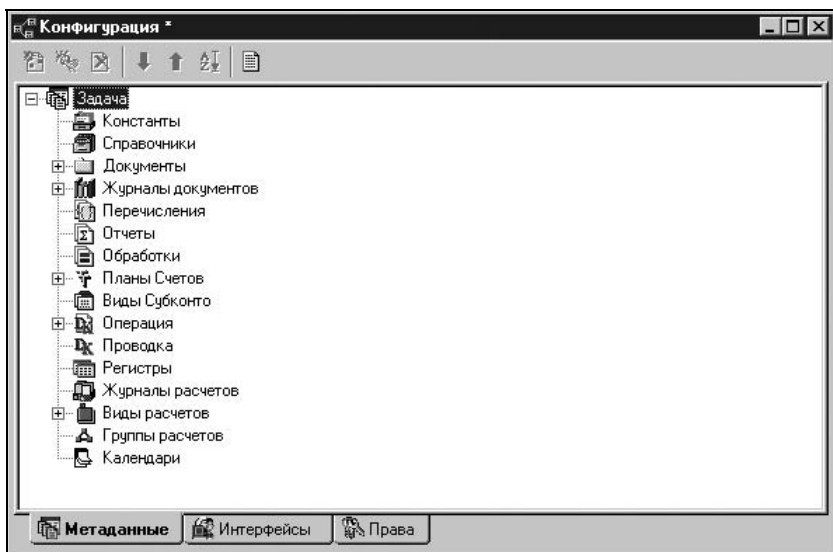 Конфигурация *
Задача
Константы
Справочники
Документы
Журналы документов
Перечисления
Отчеты
Обработки
Планы Счетов
Виды Субконто
Операция
Проводка
Регистры
Журналы расчетов
Виды расчетов
Группы расчетов
Календари
Метаданные Интерфейсы Права